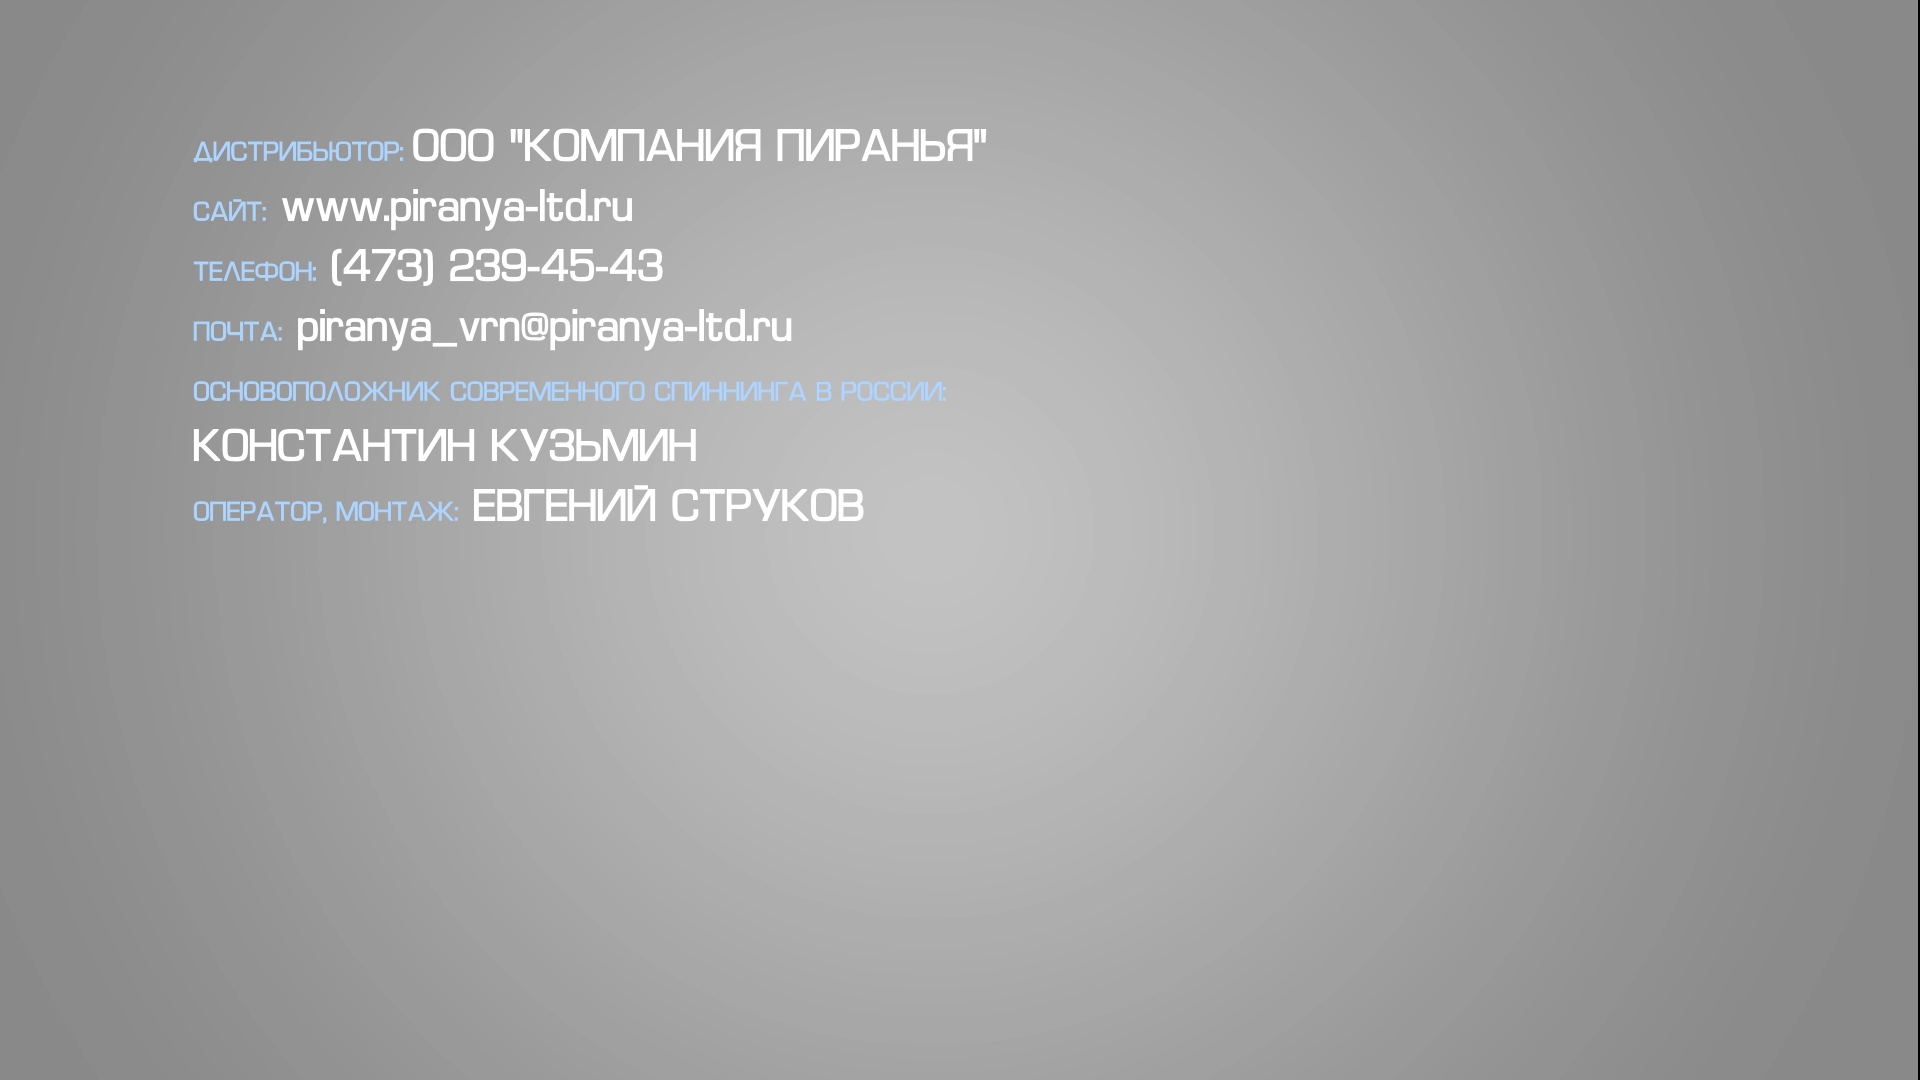 ДИСТРИБЬЮТОР: ООО "КОМПАНИЯ ПИРАНЬЯ"
САЙТ: www.piranya-ltd.ru
ТЕЛЕФОН: (473) 239-45-43
ПОЧТА: piranya_vrn@piranya-ltd.ru
ОСНОВОПОЛОЖНИК СОВРЕМЕННОГО СПИННИНГА В РОССИИ:
КОНСТАНТИН КУЗЬМИН
ОПЕРАТОР, МОНТАЖ: ЕВГЕНИЙ СТРУКОВ